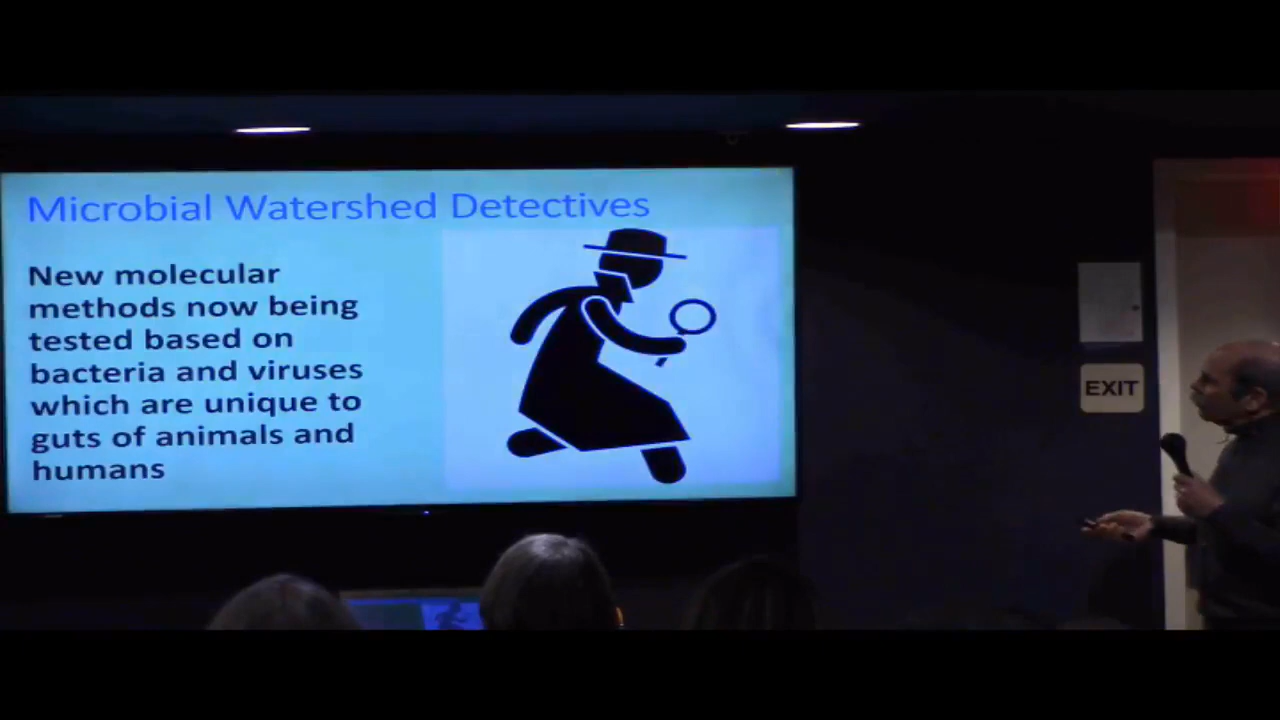 Microbial Watershed Detectives
New molecular
methods now being
tested based on
bacteria and viruses
which are unique to
guts of animals and
humans
EXIT